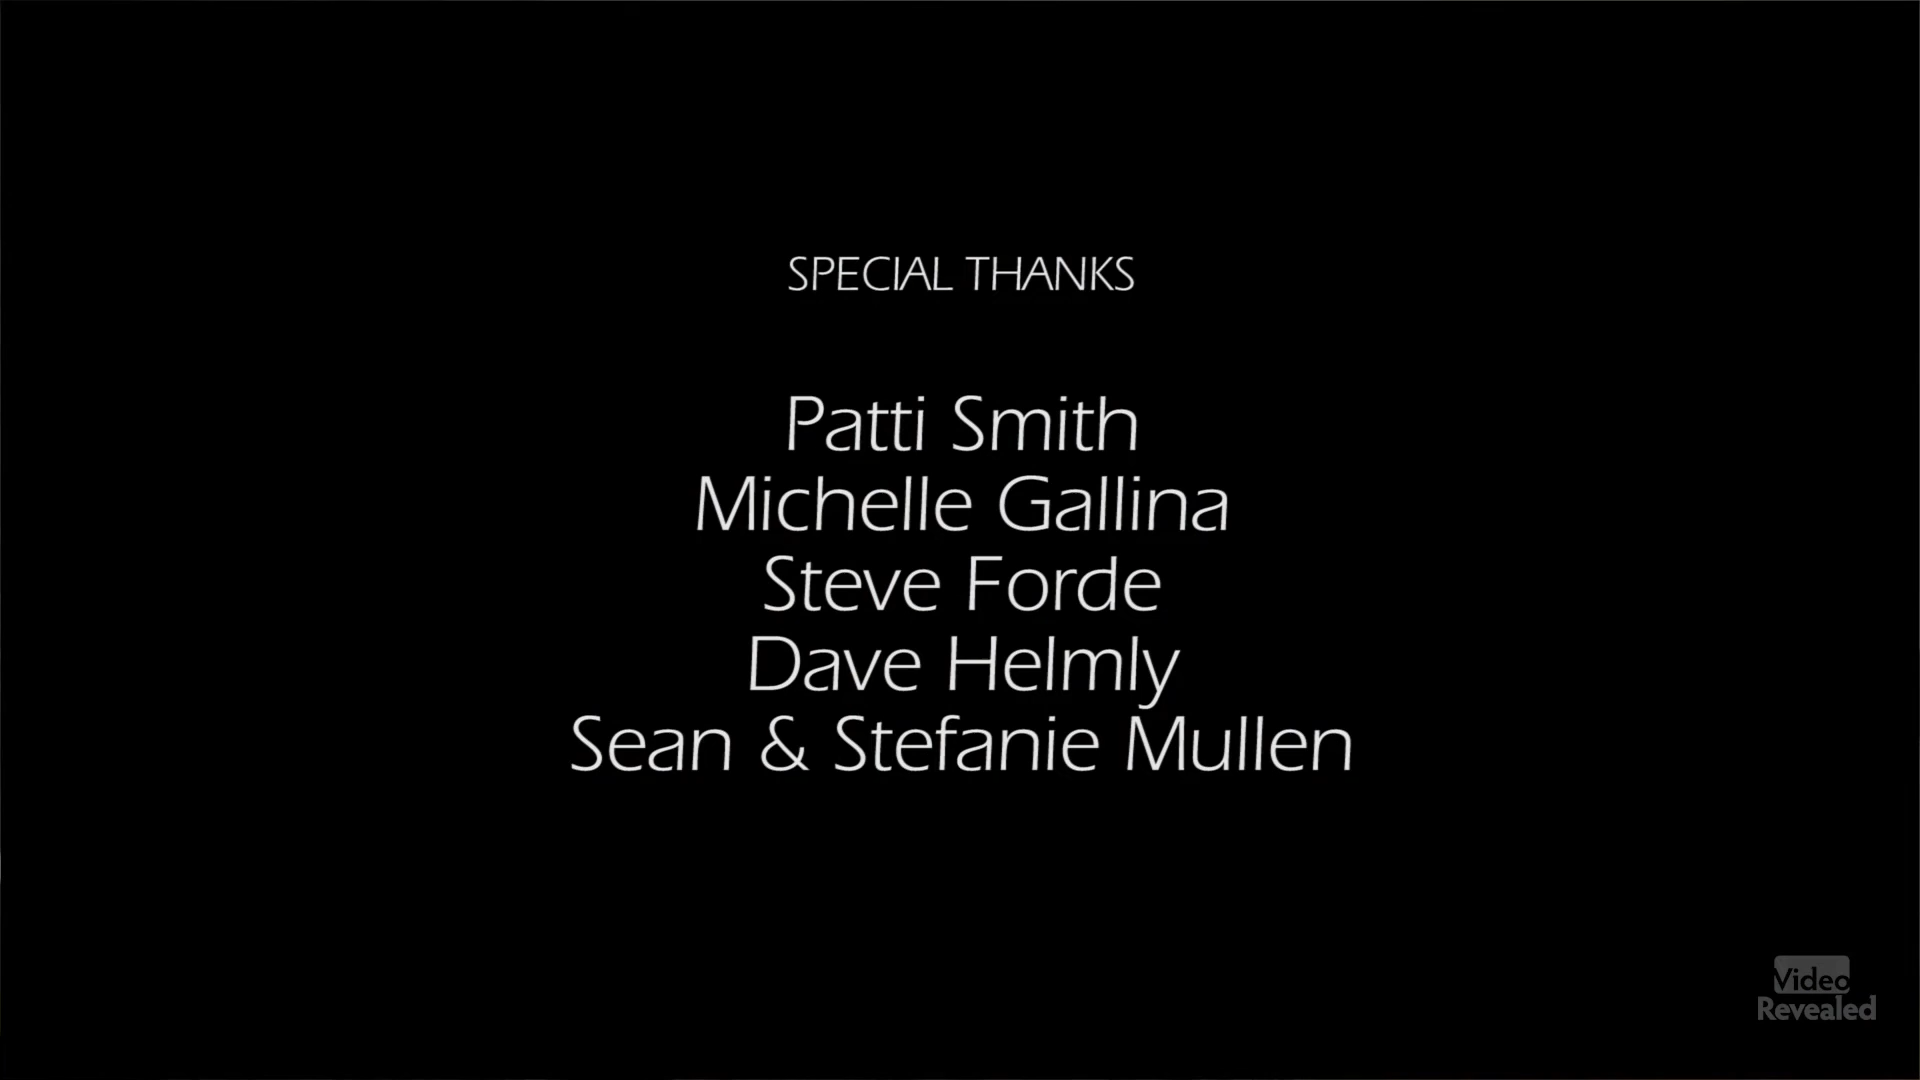 SPECIAL THANKS
Patti Smith
Michelle Gallina
Steve Forde
Dave Helmly
Sean & Stefanie Mullen
Video
Revealed